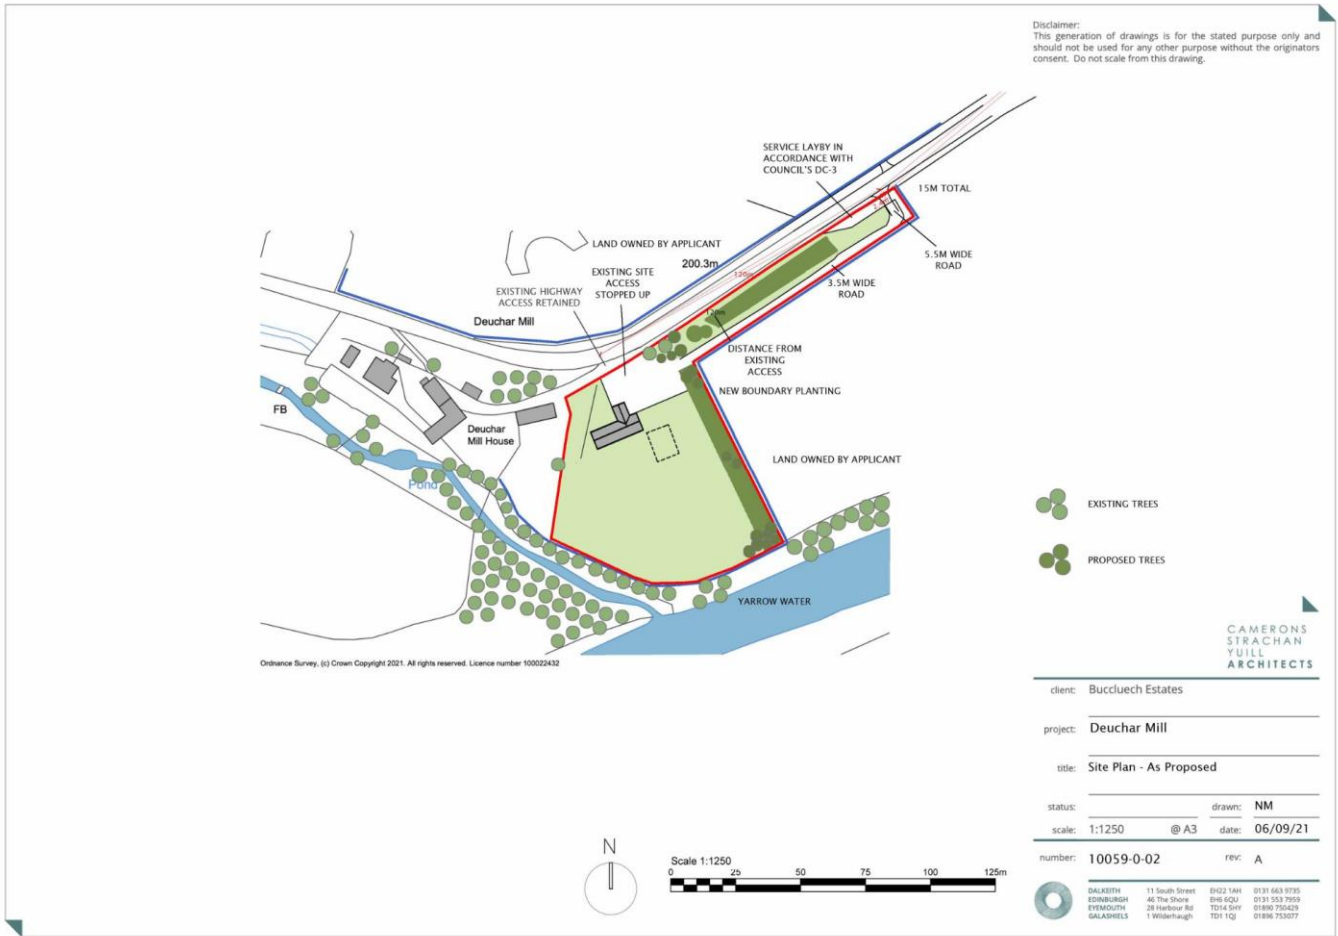 Disclaimer:
This generation of drawings is for the stated purpose only and
should not be used for any other purpose without the originators
consent. Do not scale from this drawing.
SERVICE LAYBY IN
ACCORDANCE WITH
COUNCIL'S DC-3
15M TOTAL
5.5M WIDE
ROAD
LAND OWNED BY APPLICANT
200.3m
120m
3.5M WIDE
ROAD
EXISTING SITE
ACCESS
STOPPED UP
EXISTING HIGHWAY
ACCESS RETAINED
Deuchar Mill
120m
DISTANCE FROM
EXISTING
ACCESS
NEW BOUNDARY PLANTING
FB
Deuchar
Mill House
LAND OWNED BY APPLICANT
Pond
YARROW WATER
EXISTING TREES
PROPOSED TREES
Ordnance Survey, (c) Crown Copyright 2021. All rights reserved. Licence number 100022432
CAMERONS
STRACHAN
YUILL
ARCHITECTS
client: Buccluech Estates
project: Deuchar Mill
title: Site Plan - As Proposed
status: drawn: NM
scale: 1:1250 @ A3 date: 06/09/21
number: 10059-0-02 rev: A
N
Scale 1:1250
0 25 50 75 100 125m
DALKEITH 11 South Street EH22 1AH 0131 663 9735
EDINBURGH 46 The Shore EH6 6QU 0131 553 7959
EYEMOUTH 28 Harbour Rd TD14 5HY 01890 750429
GALASHIELS 1 Wilderhaugh TD1 1QJ 01896 753077